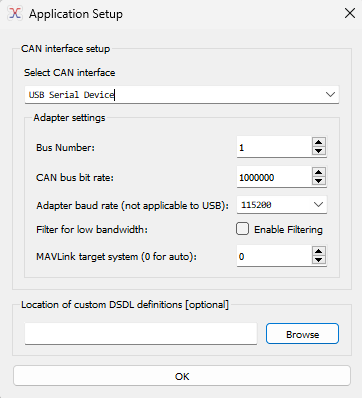 Application Setup
CAN interface setup
Select CAN interface
USB Serial Device
Adapter settings
Bus Number: 1
CAN bus bit rate: 1000000
Adapter baud rate (not applicable to USB): 115200
Filter for low bandwidth: Enable Filtering
MAVLink target system (0 for auto): 0
Location of custom DSDL definitions [optional]
Browse
OK